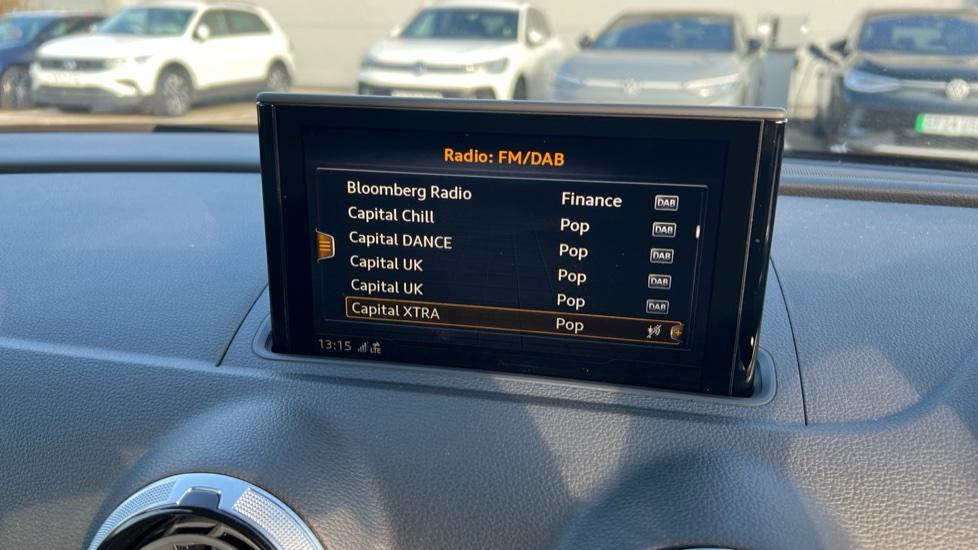 Radio: FM/DAB
Bloomberg Radio Finance DAB
Capital Chill Pop DAB
Capital DANCE Pop DAB
Capital UK Pop DAB
Capital UK Pop DAB
Capital XTRA Pop
13:15 LTE